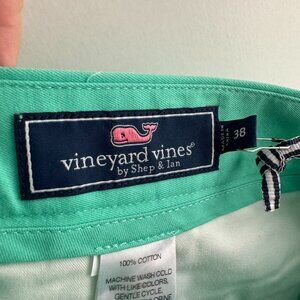 vineyard vines®
by Shep & Ian
38
100% COTTON
MACHINE WASH COLD
WITH LIKE COLORS,
GENTLE CYCLE.